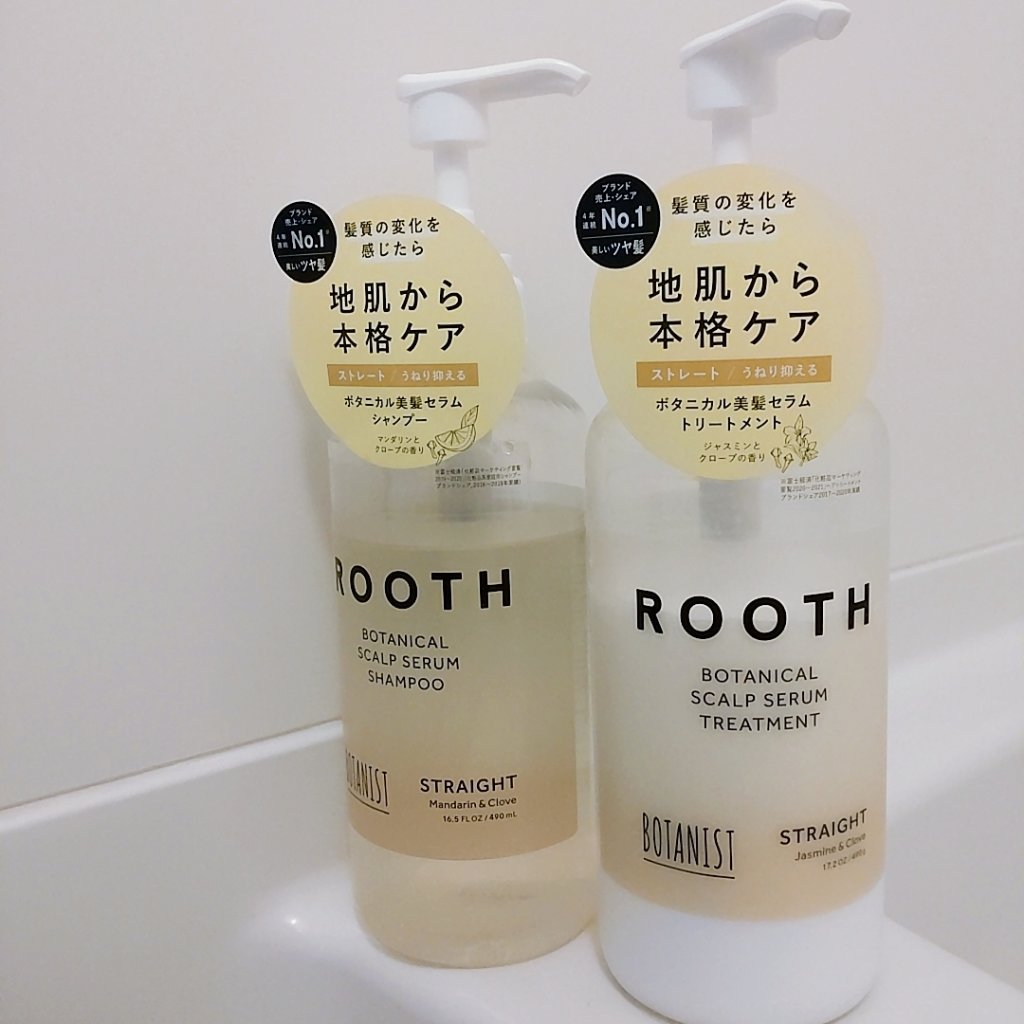 ブランド
売上・シェア
4年連続 No.1※
美しいツヤ髪
髪質の変化を
感じたら
地肌から
本格ケア
ストレート / うねり抑える
ボタニカル美髪セラム
シャンプー
マンダリンと
クローブの香り
ROOTH
BOTANICAL
SCALP SERUM
SHAMPOO
BOTANIST
STRAIGHT
Mandarin & Clove
16.5 FL OZ / 490 mL
ブランド
売上・シェア
4年連続 No.1※
美しいツヤ髪
髪質の変化を
感じたら
地肌から
本格ケア
ストレート / うねり抑える
ボタニカル美髪セラム
トリートメント
ジャスミンと
クローブの香り
ROOTH
BOTANICAL
SCALP SERUM
TREATMENT
BOTANIST
STRAIGHT
Jasmine & Clove
17.2 OZ / 490 g